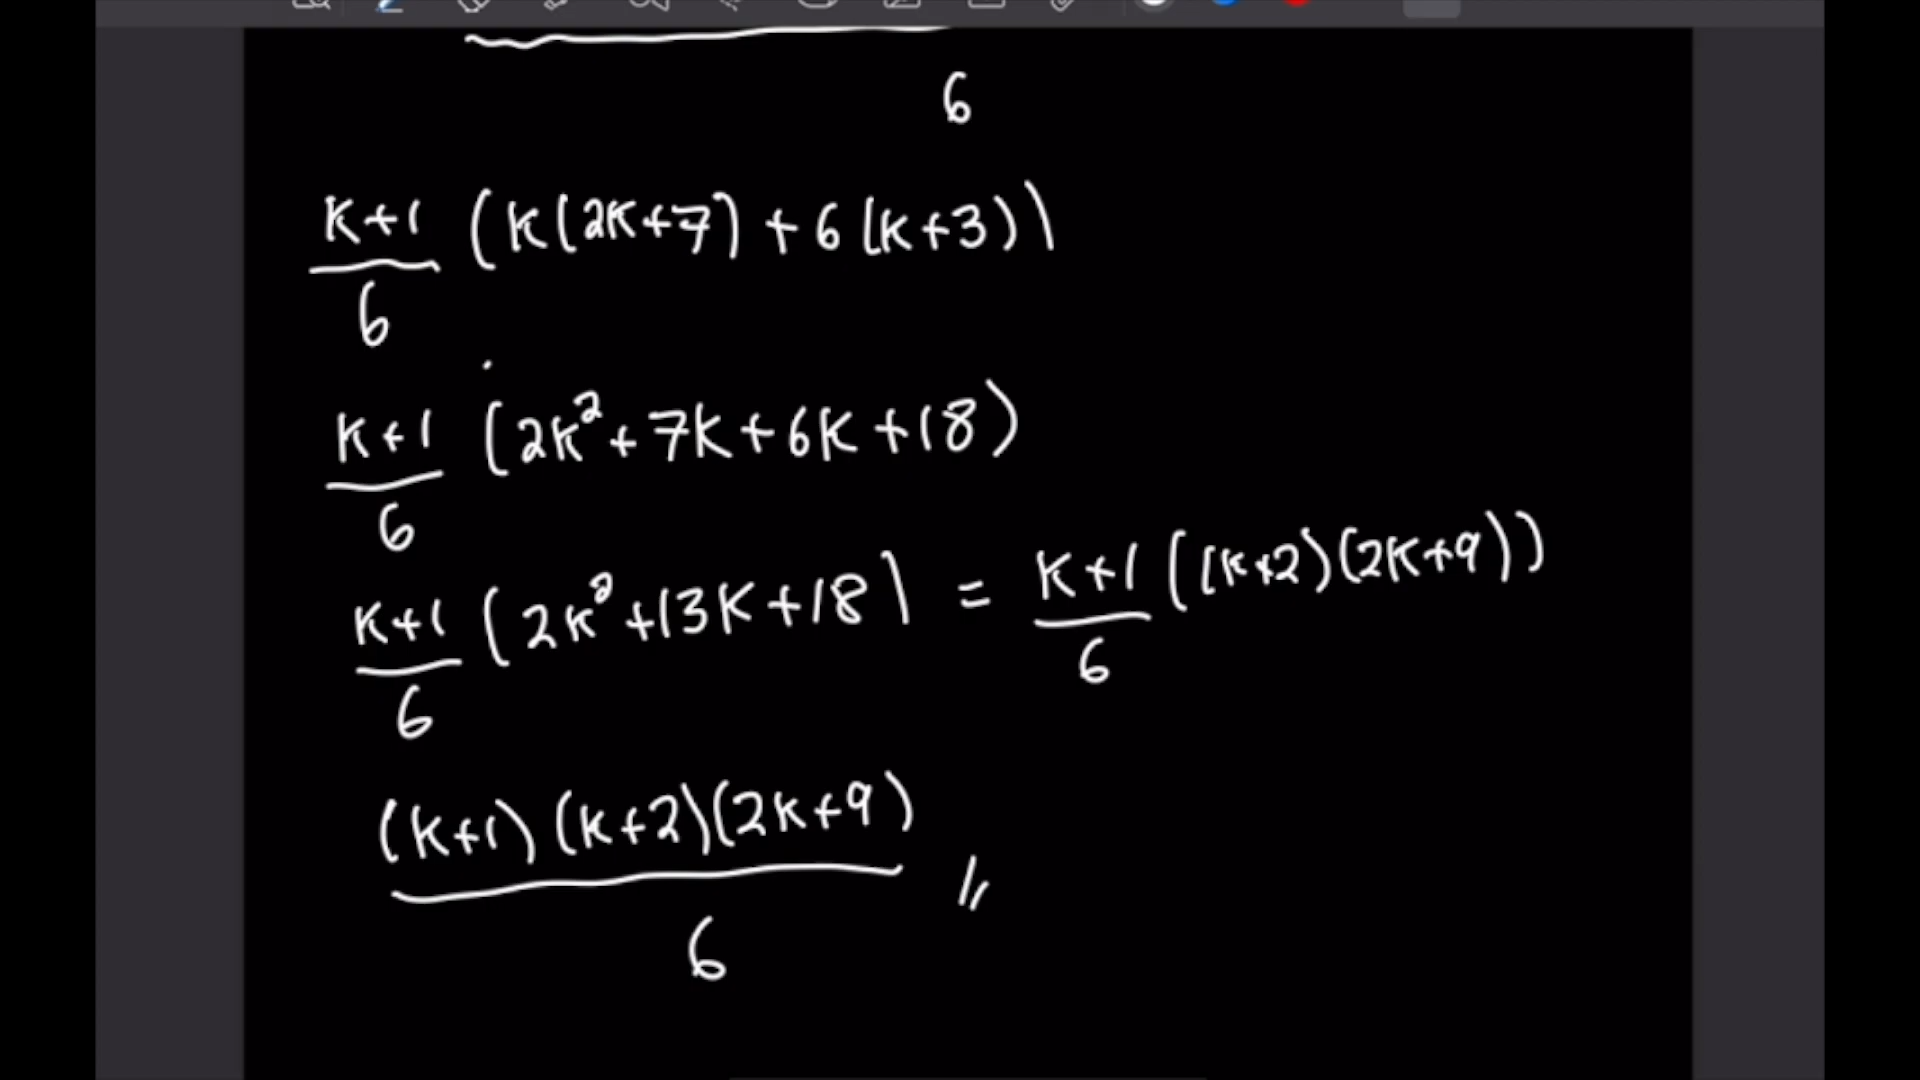 6
K+1 (K(2K+7) + 6(K+3))
6
K+1 (2K²+7K+6K+18)
6
K+1 (2K²+13K+18) = K+1 ((K+2)(2K+9))
6 6
(K+1)(K+2)(2K+9)
6